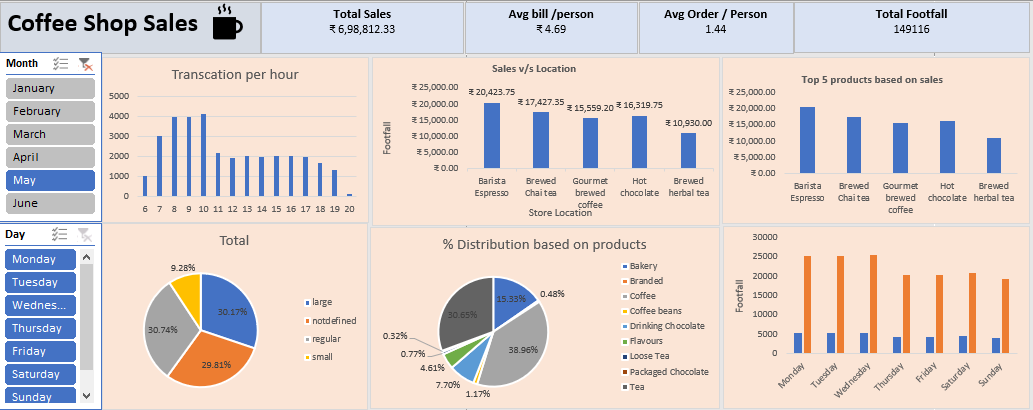 Coffee Shop Sales
Total Sales
₹ 6,98,812.33
Avg bill /person
₹ 4.69
Avg Order / Person
1.44
Total Footfall
149116
Month
January
February
March
April
May
June
Day
Monday
Tuesday
Wednes...
Thursday
Friday
Saturday
Sunday
Transcation per hour
5000
4000
3000
2000
1000
0
6 7 8 9 10 11 12 13 14 15 16 17 18 19 20
Sales v/s Location
Footfall
₹ 25,000.00
₹ 20,000.00
₹ 15,000.00
₹ 10,000.00
₹ 5,000.00
₹ 0.00
₹ 20,423.75
₹ 17,427.35
₹ 15,559.20
₹ 16,319.75
₹ 10,930.00
Barista Espresso
Brewed Chai tea
Gourmet brewed coffee
Hot chocolate
Brewed herbal tea
Store Location
Top 5 products based on sales
₹ 25,000.00
₹ 20,000.00
₹ 15,000.00
₹ 10,000.00
₹ 5,000.00
₹ 0.00
Barista Espresso
Brewed Chai tea
Gourmet brewed coffee
Hot chocolate
Brewed herbal tea
Total
9.28%
30.17%
30.74%
29.81%
large
notdefined
regular
small
% Distribution based on products
15.33%
0.48%
30.65%
38.96%
0.32%
0.77%
4.61%
7.70%
1.17%
Bakery
Branded
Coffee
Coffee beans
Drinking Chocolate
Flavours
Loose Tea
Packaged Chocolate
Tea
Footfall
30000
25000
20000
15000
10000
5000
0
Monday
Tuesday
Wednesday
Thursday
Friday
Saturday
Sunday